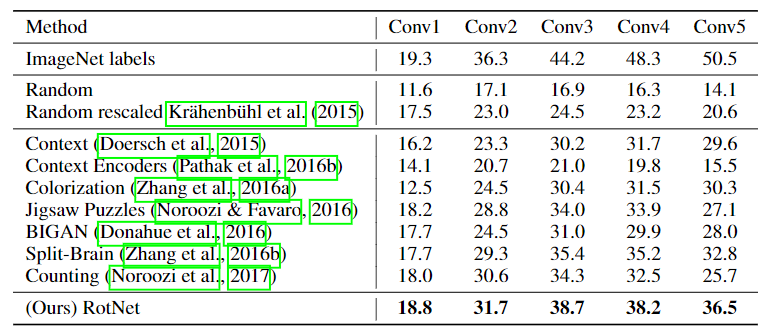 Method Conv1 Conv2 Conv3 Conv4 Conv5
ImageNet labels 19.3 36.3 44.2 48.3 50.5
Random 11.6 17.1 16.9 16.3 14.1
Random rescaled Krähenbühl et al. (2015) 17.5 23.0 24.5 23.2 20.6
Context (Doersch et al., 2015) 16.2 23.3 30.2 31.7 29.6
Context Encoders (Pathak et al., 2016b) 14.1 20.7 21.0 19.8 15.5
Colorization (Zhang et al., 2016a) 12.5 24.5 30.4 31.5 30.3
Jigsaw Puzzles (Noroozi & Favaro, 2016) 18.2 28.8 34.0 33.9 27.1
BIGAN (Donahue et al., 2016) 17.7 24.5 31.0 29.9 28.0
Split-Brain (Zhang et al., 2016b) 17.7 29.3 35.4 35.2 32.8
Counting (Noroozi et al., 2017) 18.0 30.6 34.3 32.5 25.7
(Ours) RotNet 18.8 31.7 38.7 38.2 36.5